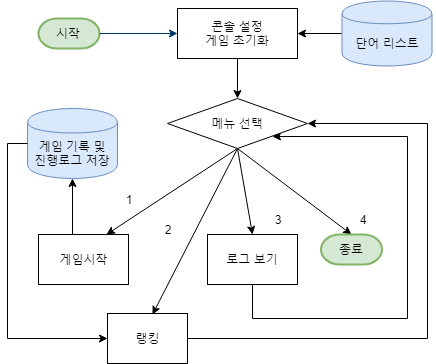 시작
콘솔 설정
게임 초기화
단어 리스트
메뉴 선택
게임 기록 및
진행로그 저장
1
2
3
4
게임시작
로그 보기
종료
랭킹